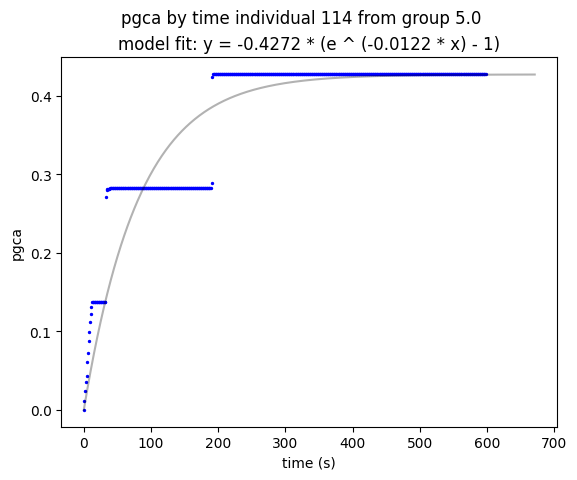 pgca by time individual 114 from group 5.0
model fit: y = -0.4272 * (e ^ (-0.0122 * x) - 1)
0.4
0.3
0.2
0.1
0.0
pgca
0 100 200 300 400 500 600 700
time (s)